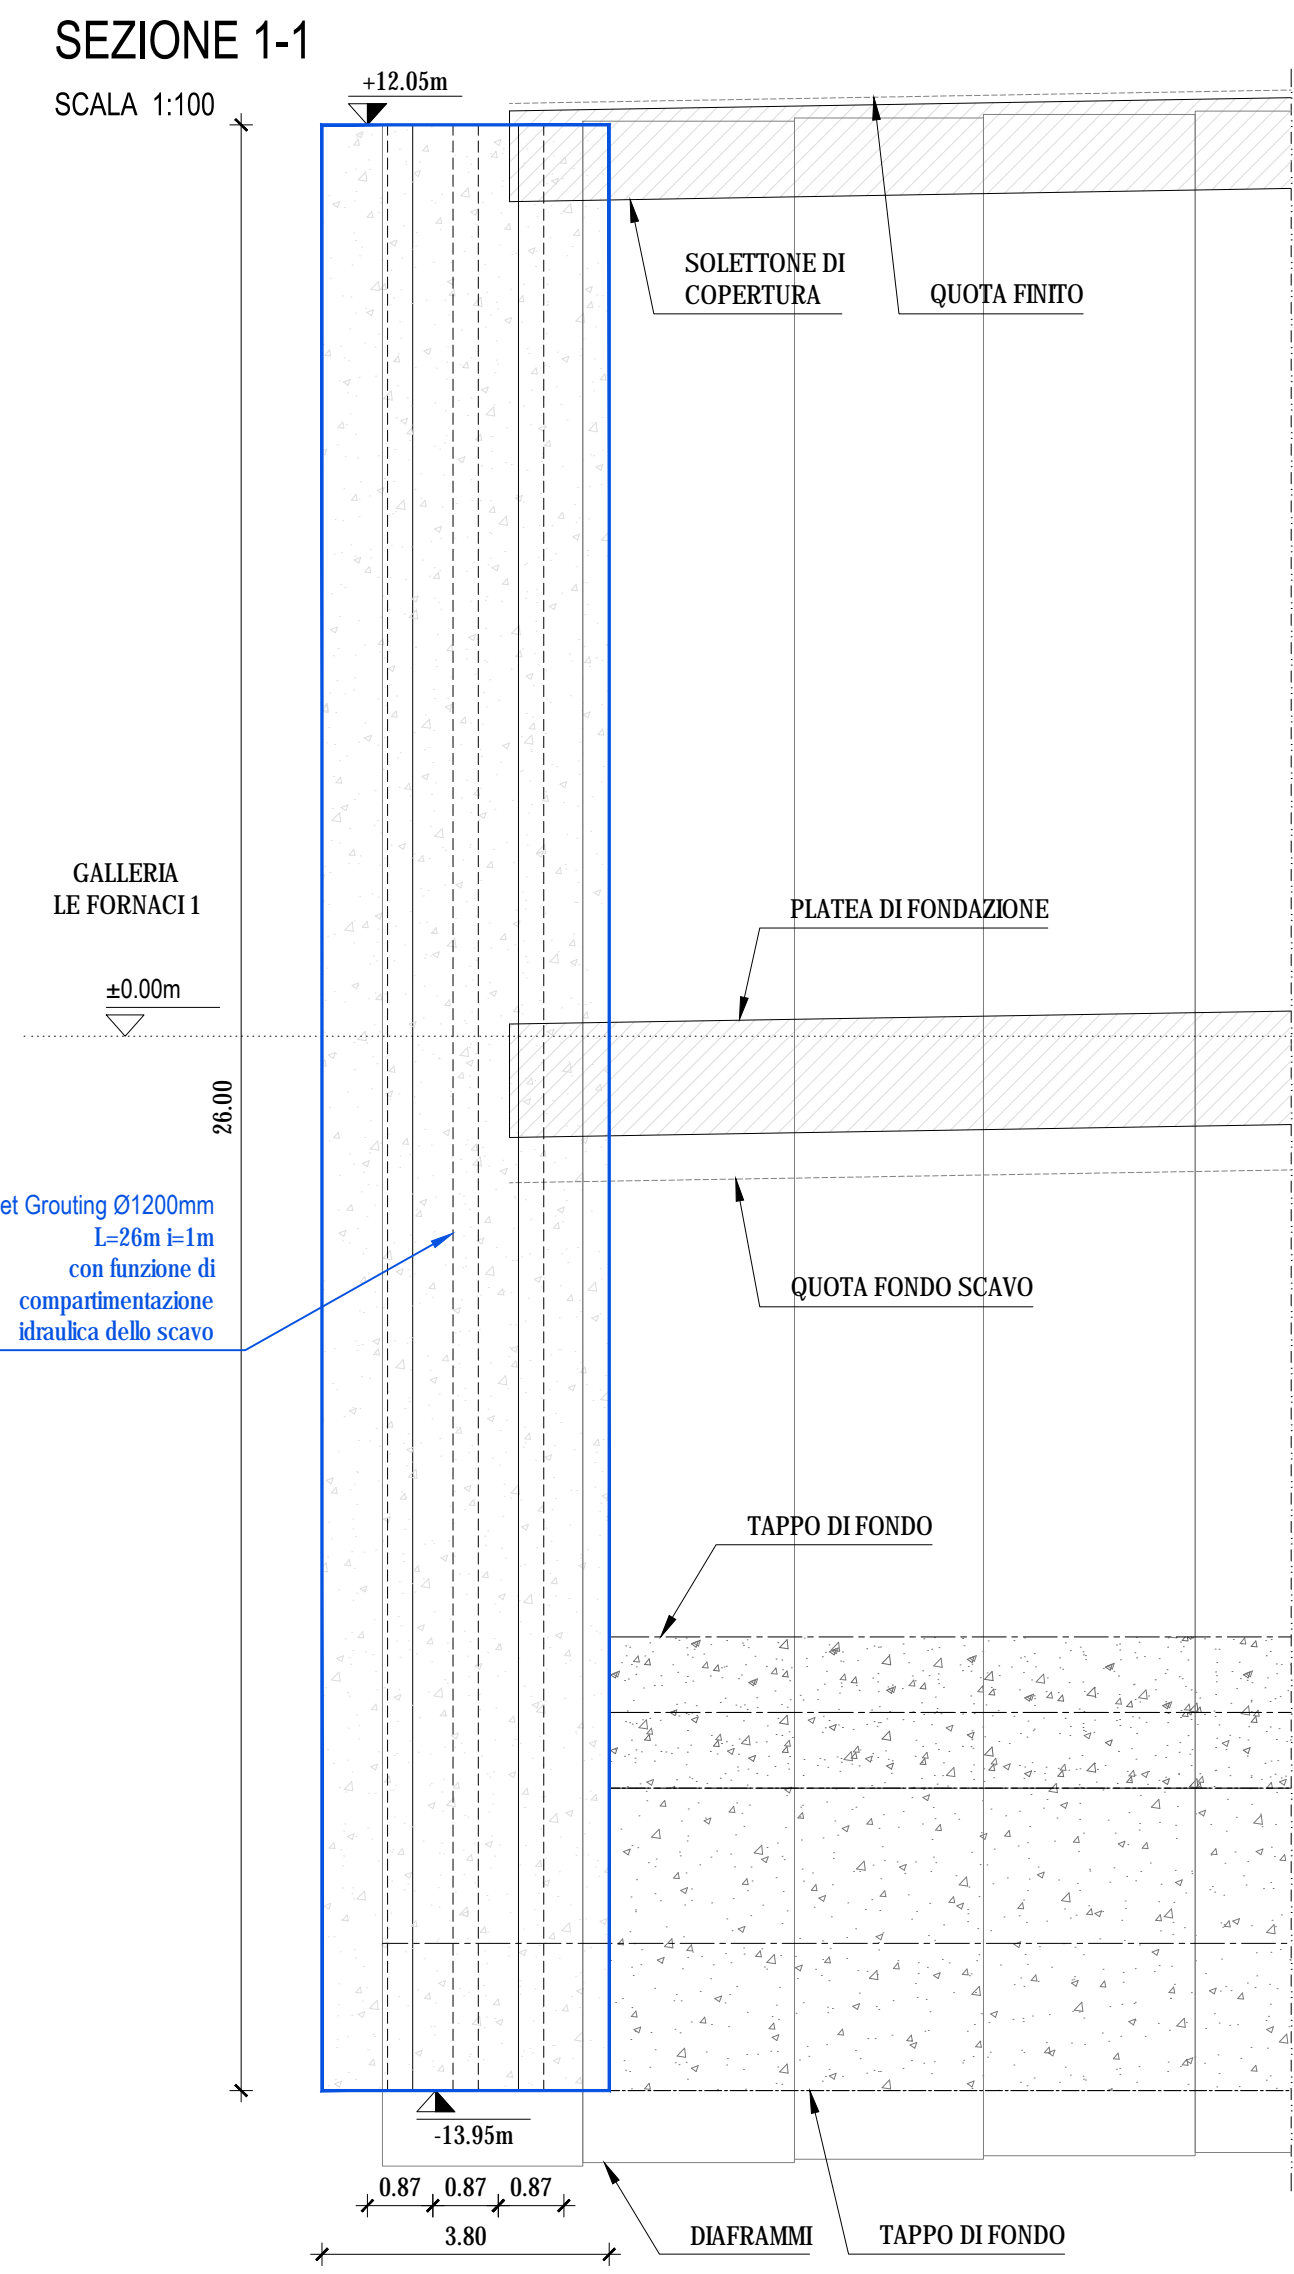 SEZIONE 1-1
SCALA 1:100
+12.05m
SOLETTONE DI
COPERTURA
QUOTA FINITO
GALLERIA
LE FORNACI 1
PLATEA DI FONDAZIONE
±0.00m
26.00
et Grouting Ø1200mm
L=26m i=1m
con funzione di
compartimentazione
idraulica dello scavo
QUOTA FONDO SCAVO
TAPPO DI FONDO
-13.95m
0.87 0.87 0.87
3.80
DIAFRAMMI
TAPPO DI FONDO